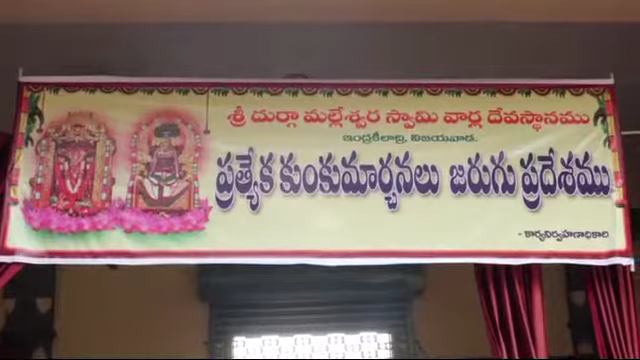 శ్రీ దుర్గా మల్లేశ్వర స్వామి వార్ల దేవస్థానము
ఇంద్రకీలాద్రి, విజయవాడ.
ప్రత్యేక కుంకుమార్చనలు జరుగు ప్రదేశము
- కార్యనిర్వహణాధికారి